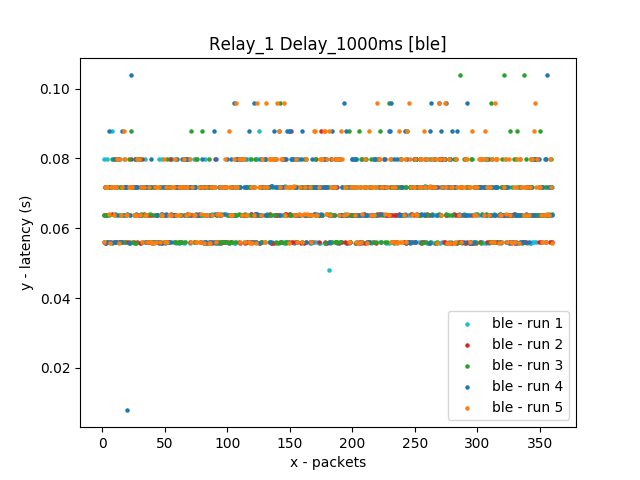 Relay_1 Delay_1000ms [ble]
y - latency (s)
0.10
0.08
0.06
0.04
0.02
0
50
100
150
200
250
300
350
x - packets
ble - run 1
ble - run 2
ble - run 3
ble - run 4
ble - run 5